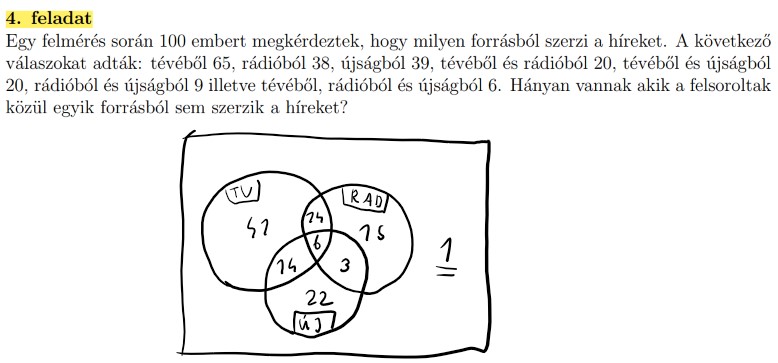 4. feladat
Egy felmérés során 100 embert megkérdeztek, hogy milyen forrásból szerzi a híreket. A következő
válaszokat adták: tévéből 65, rádióból 38, újságból 39, tévéből és rádióból 20, tévéből és újságból
20, rádióból és újságból 9 illetve tévéből, rádióból és újságból 6. Hányan vannak akik a felsoroltak
közül egyik forrásból sem szerzik a híreket?
TV
RAD
14
15
6
1
14
3
22
ÚJ